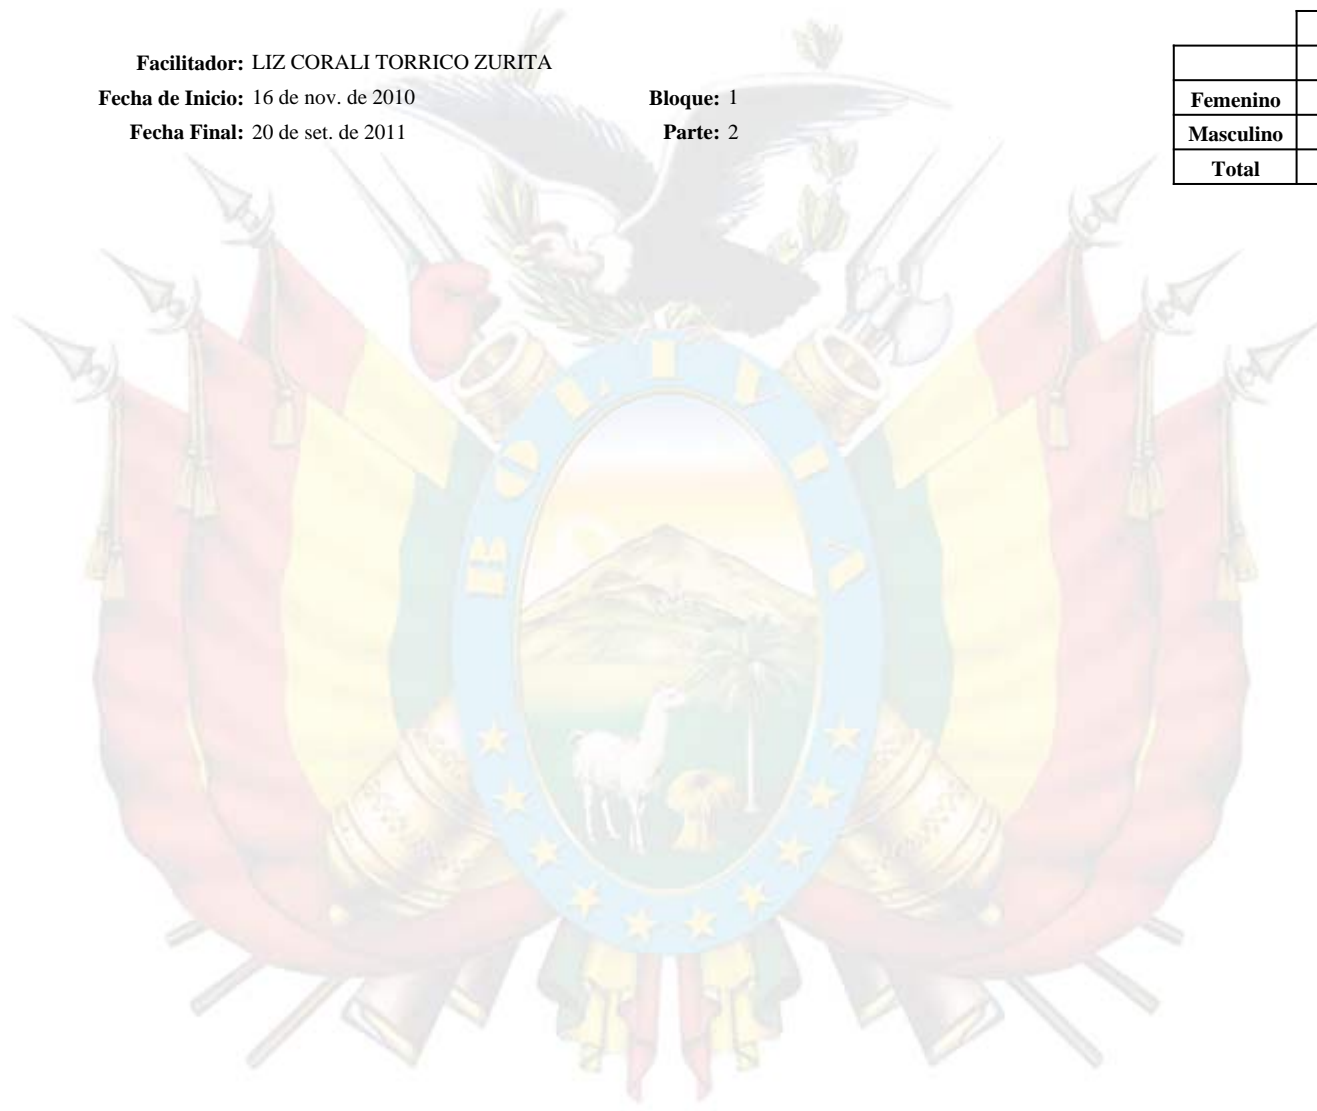 Facilitador: LIZ CORALI TORRICO ZURITA
Fecha de Inicio: 16 de nov. de 2010 Bloque: 1
Fecha Final: 20 de set. de 2011 Parte: 2
Femenino
Masculino
Total
BOLIVIA